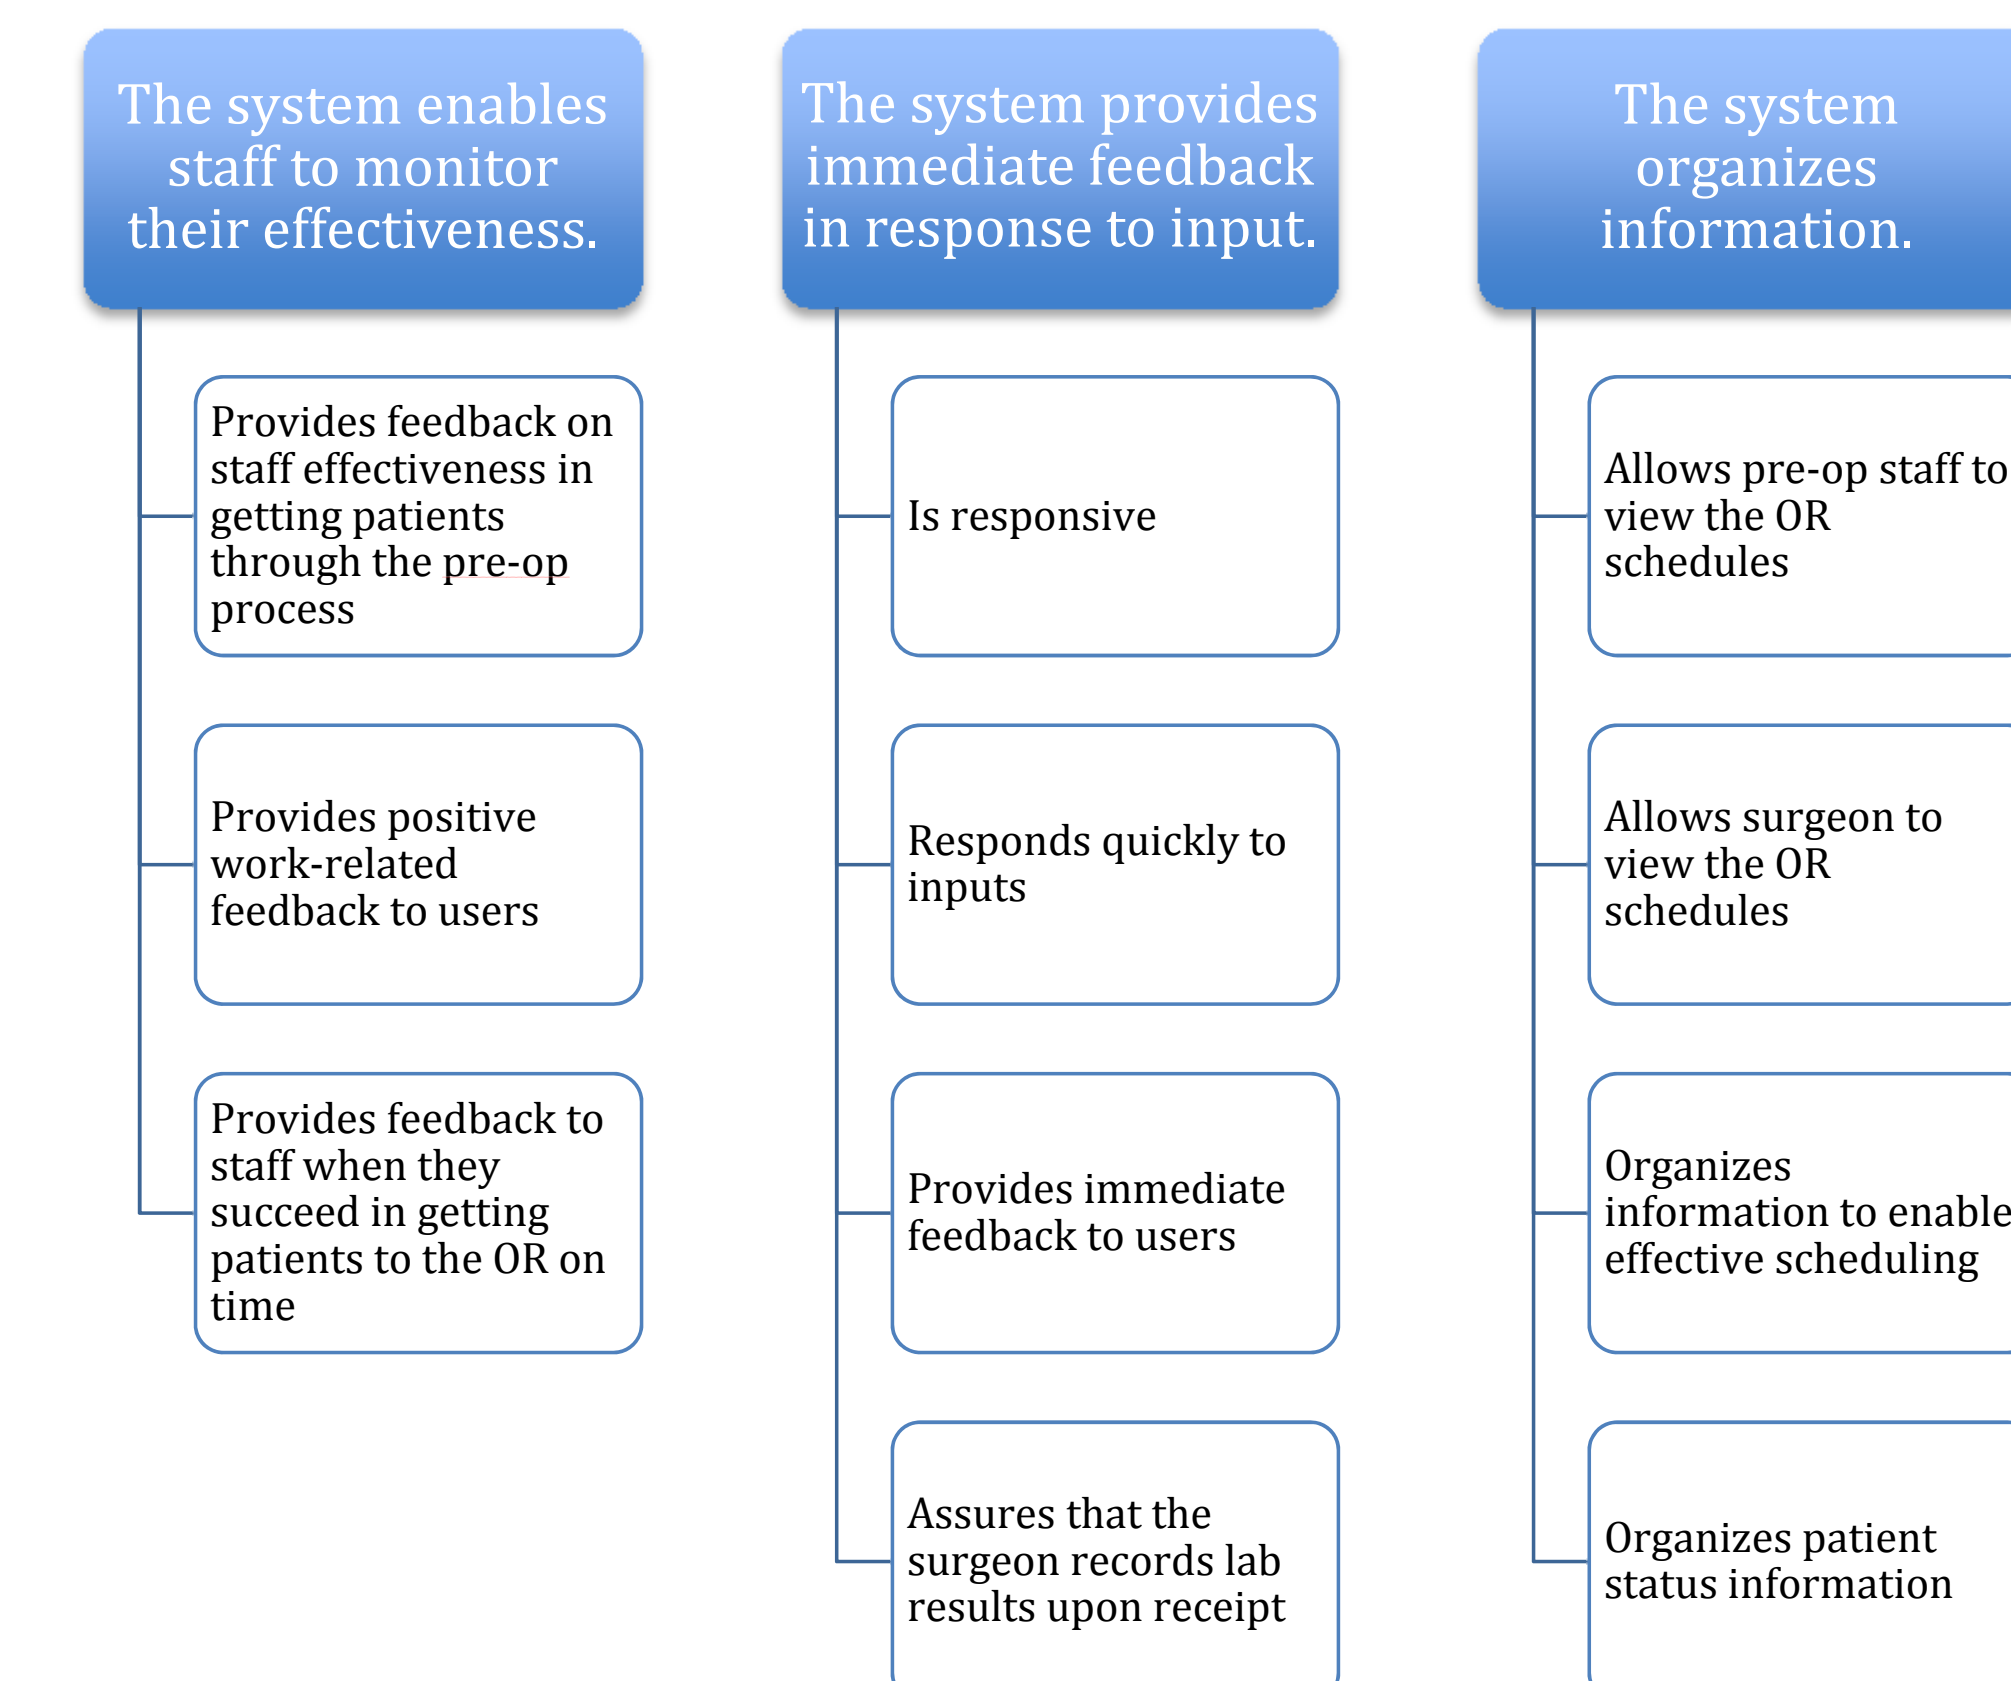 The system enables
staff to monitor
their effectiveness.
Provides feedback on
staff effectiveness in
getting patients
through the pre-op
process
Provides positive
work-related
feedback to users
Provides feedback to
staff when they
succeed in getting
patients to the OR on
time
The system provides
immediate feedback
in response to input.
Is responsive
Responds quickly to
inputs
Provides immediate
feedback to users
Assures that the
surgeon records lab
results upon receipt
The system
organizes
information.
Allows pre-op staff to
view the OR
schedules
Allows surgeon to
view the OR
schedules
Organizes
information to enable
effective scheduling
Organizes patient
status information